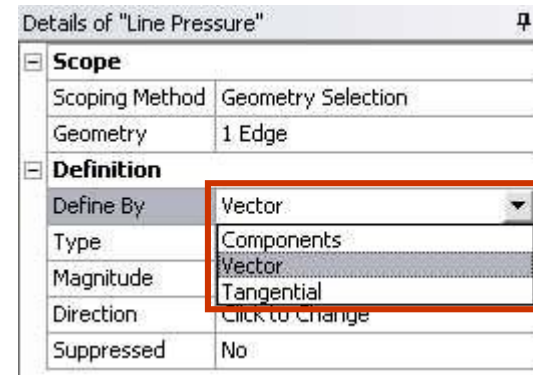 Details of "Line Pressure"
Scope
Scoping Method Geometry Selection
Geometry 1 Edge
Definition
Define By Vector
Type Components
Vector
Magnitude
Tangential
Direction Click to Change
Suppressed No